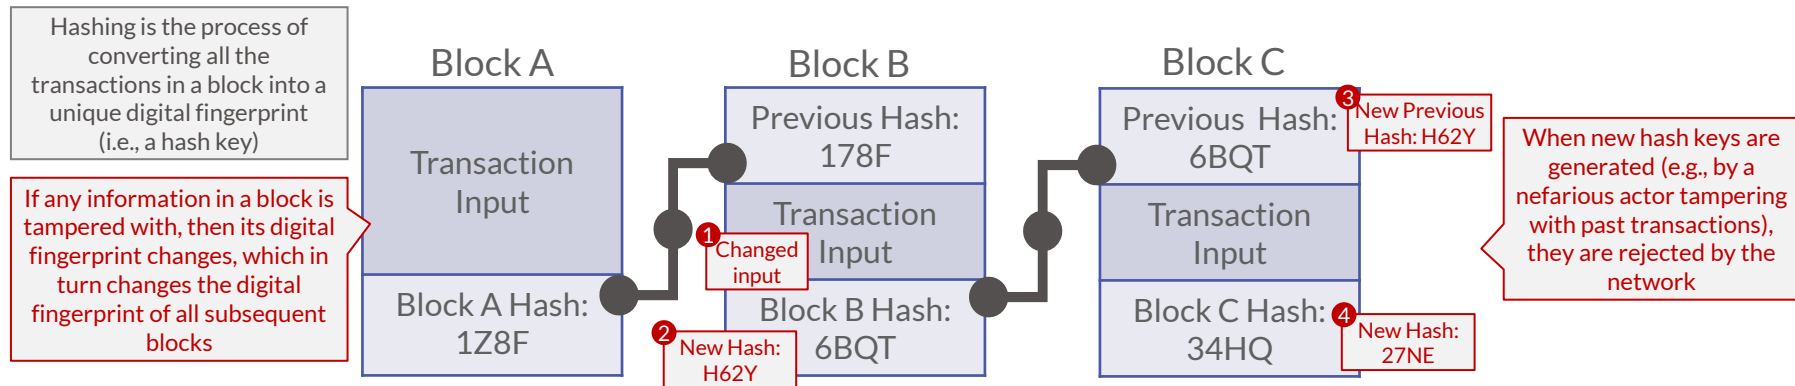 Hashing is the process of
converting all the
transactions in a block into a
unique digital fingerprint
(i.e., a hash key)
If any information in a block is
tampered with, then its digital
fingerprint changes, which in
turn changes the digital
fingerprint of all subsequent
blocks
Block A
Transaction
Input
Block A Hash:
1Z8F
Block B
Previous Hash:
178F
Transaction
Input
1
Changed
input
Block B Hash:
6BQT
2
New Hash:
H62Y
Block C
Previous Hash:
6BQT
3
New Previous
Hash: H62Y
Transaction
Input
Block C Hash:
34HQ
4
New Hash:
27NE
When new hash keys are
generated (e.g., by a
nefarious actor tampering
with past transactions),
they are rejected by the
network